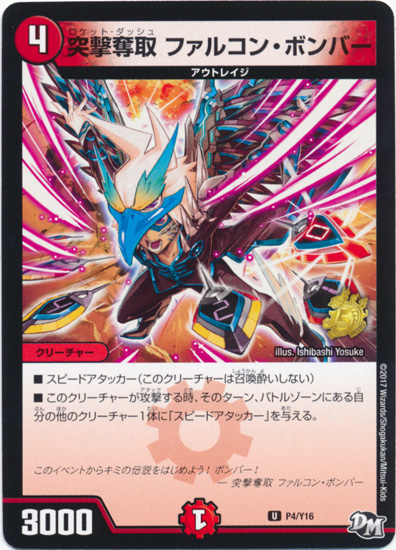 4
ロケット・ダッシュ
突撃奪取 ファルコン・ボンバー
アウトレイジ
クリーチャー
illus. Ishibashi Yosuke
■ スピードアタッカー(このクリーチャーは召喚酔いしない)
■ このクリーチャーが攻撃する時、そのターン、バトルゾーンにある自
分の他のクリーチャー1体に「スピードアタッカー」を与える。
このイベントからキミの伝説をはじめよう! ボンバー!
— 突撃奪取 ファルコン・ボンバー
©2017 Wizards/Shogakukan/Mitsui-Kids
3000
1
U P4/Y16
DM